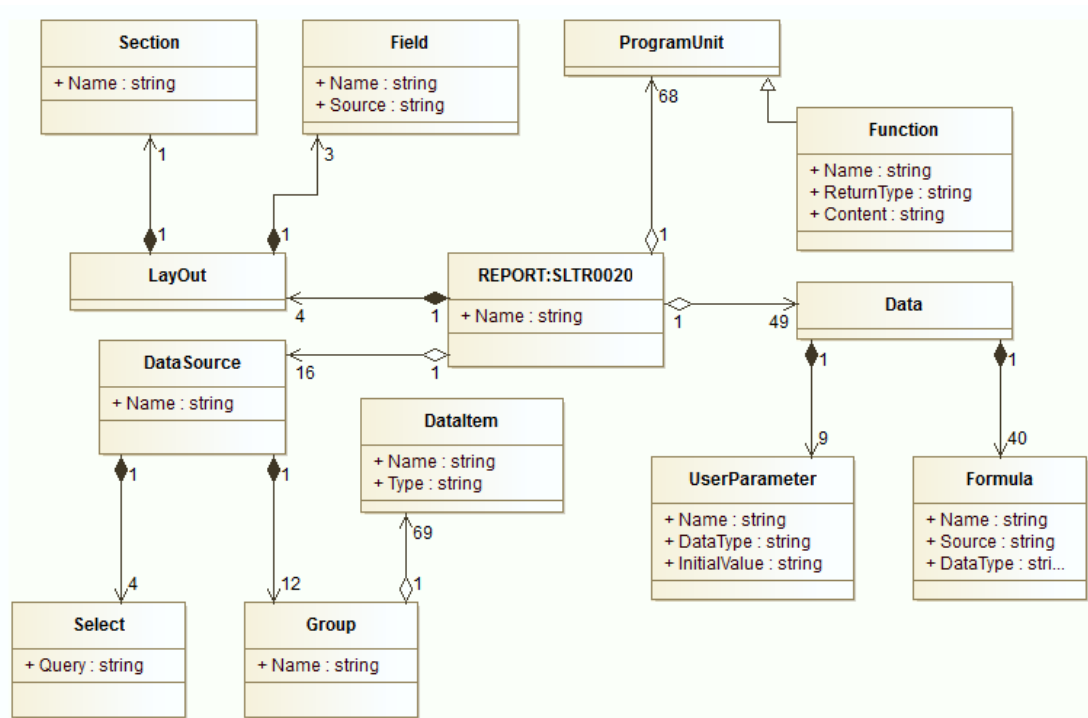 Section
+ Name : string
Field
+ Name : string
+ Source : string
ProgramUnit
Function
+ Name : string
+ ReturnType : string
+ Content : string
1
3
68
1
1
1
LayOut
REPORT:SLTR0020
+ Name : string
Data
4
1
1
49
16
1
DataSource
+ Name : string
DataItem
+ Name : string
+ Type : string
1
1
1
1
9
40
UserParameter
+ Name : string
+ DataType : string
+ InitialValue : string
Formula
+ Name : string
+ Source : string
+ DataType : stri...
69
1
4
12
Select
+ Query : string
Group
+ Name : string